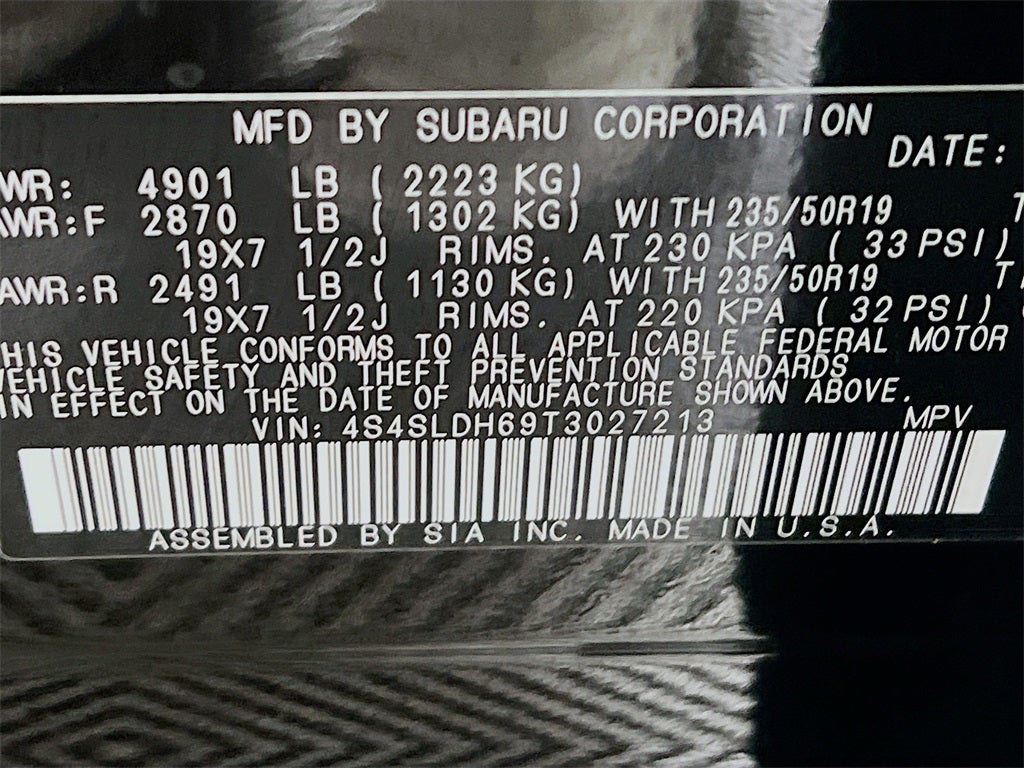 MFD BY SUBARU CORPORATION
DATE:
WR: 4901 LB ( 2223 KG)
AWR:F 2870 LB ( 1302 KG) WITH 235/50R19 T
19X7 1/2J RIMS. AT 230 KPA ( 33 PSI)
AWR:R 2491 LB ( 1130 KG) WITH 235/50R19 TI
19X7 1/2J RIMS. AT 220 KPA ( 32 PSI) (
HIS VEHICLE CONFORMS TO ALL APPLICABLE FEDERAL MOTOR
VEHICLE SAFETY AND THEFT PREVENTION STANDARDS
IN EFFECT ON THE DATE OF MANUFACTURE SHOWN ABOVE.
VIN: 4S4SLDH69T3027213 MPV
ASSEMBLED BY SIA INC. MADE IN U.S.A.